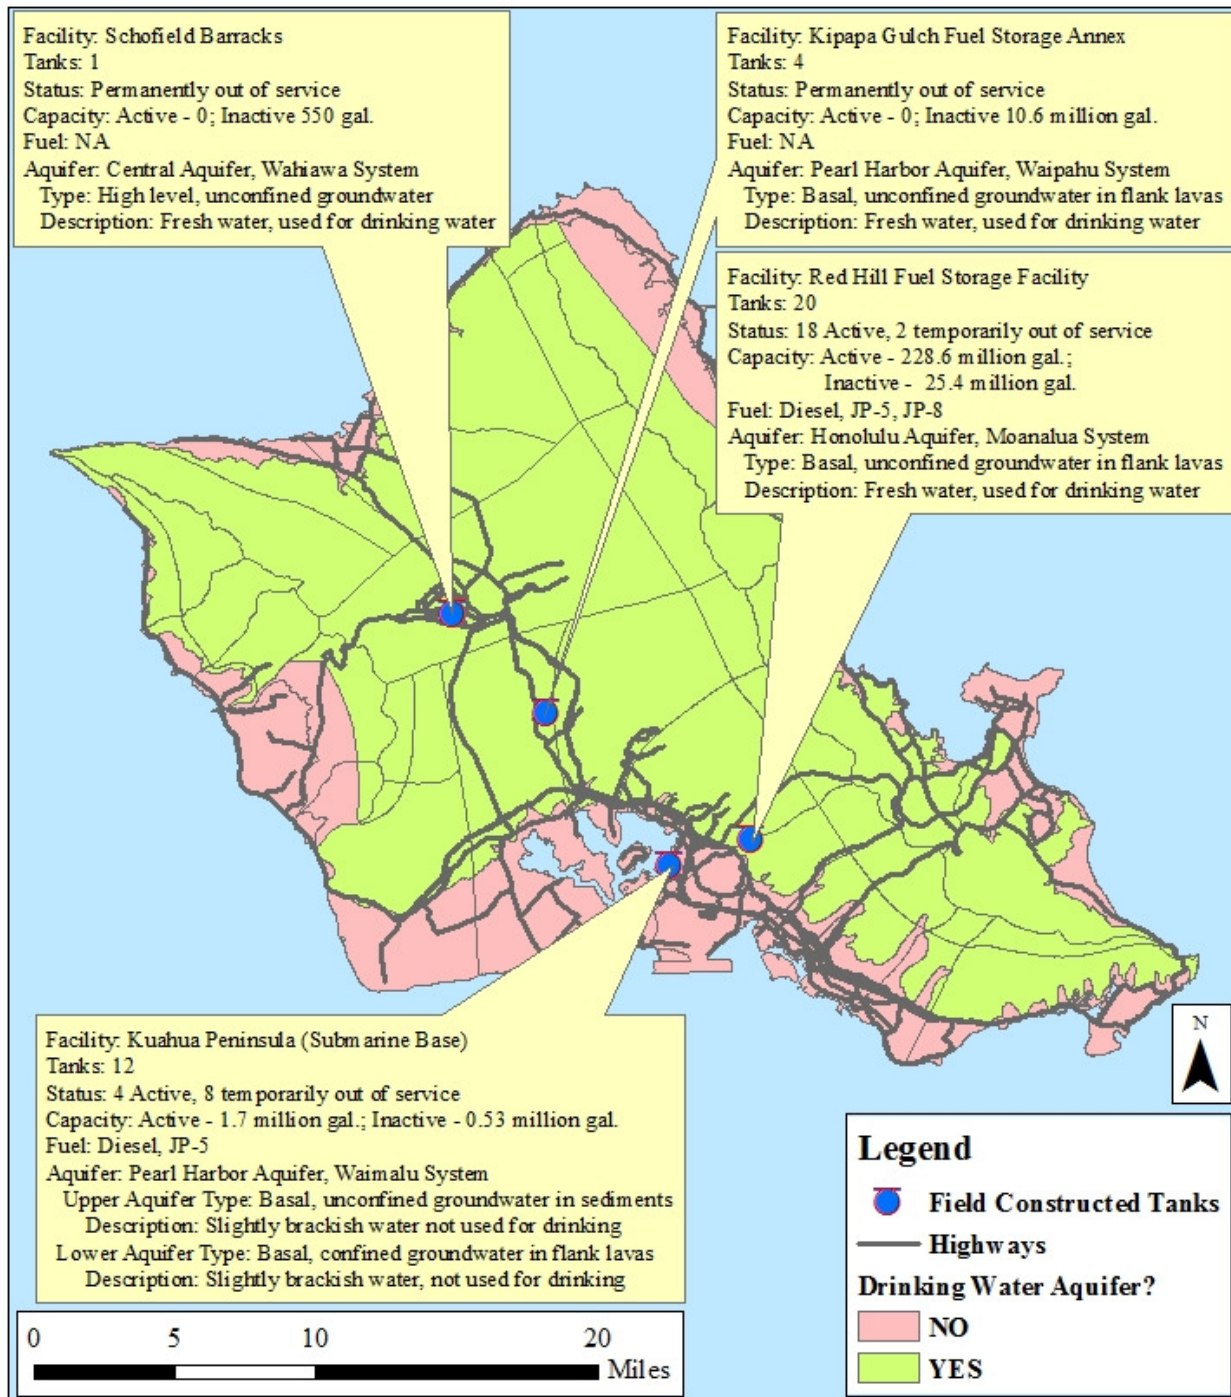 Facility: Schofield Barracks
Tanks: 1
Status: Permanently out of service
Capacity: Active - 0; Inactive 550 gal.
Fuel: NA
Aquifer: Central Aquifer, Wahiawa System
Type: High level, unconfined groundwater
Description: Fresh water, used for drinking water
Facility: Kipapa Gulch Fuel Storage Annex
Tanks: 4
Status: Permanently out of service
Capacity: Active - 0; Inactive 10.6 million gal.
Fuel: NA
Aquifer: Pearl Harbor Aquifer, Waipahu System
Type: Basal, unconfined groundwater in flank lavas
Description: Fresh water, used for drinking water
Facility: Red Hill Fuel Storage Facility
Tanks: 20
Status: 18 Active, 2 temporarily out of service
Capacity: Active - 228.6 million gal.;
Inactive - 25.4 million gal.
Fuel: Diesel, JP-5, JP-8
Aquifer: Honolulu Aquifer, Moanalua System
Type: Basal, unconfined groundwater in flank lavas
Description: Fresh water, used for drinking water
Facility: Kuahua Peninsula (Submarine Base)
Tanks: 12
Status: 4 Active, 8 temporarily out of service
Capacity: Active - 1.7 million gal.; Inactive - 0.53 million gal.
Fuel: Diesel, JP-5
Aquifer: Pearl Harbor Aquifer, Waimalu System
Upper Aquifer Type: Basal, unconfined groundwater in sediments
Description: Slightly brackish water not used for drinking
Lower Aquifer Type: Basal, confined groundwater in flank lavas
Description: Slightly brackish water, not used for drinking
N
Legend
Field Constructed Tanks
Highways
Drinking Water Aquifer?
NO
YES
0 5 10 20
Miles